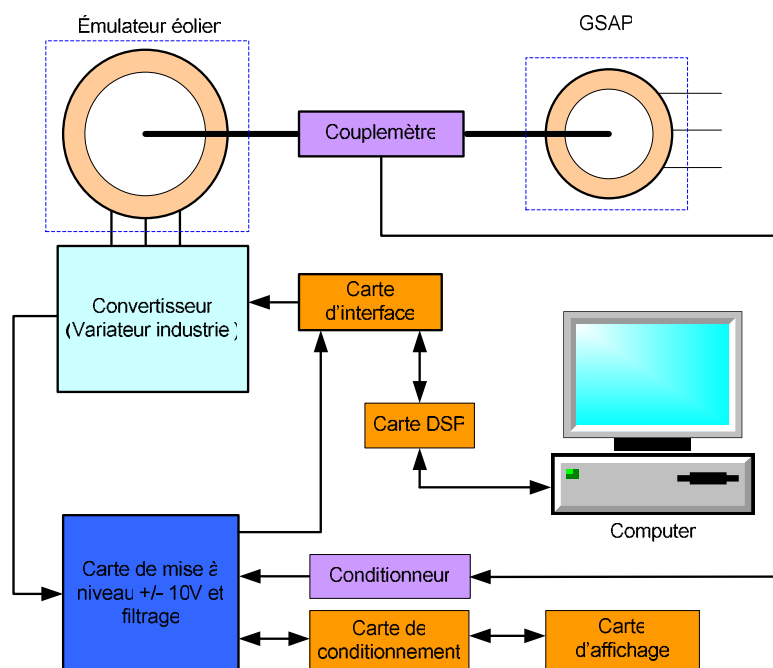 Émulateur éolier
GSAP
Couplemètre
Convertisseur
(Variateur industrie )
Carte
d'interface
Carte DSP
Computer
Carte de mise à
niveau +/- 10V et
filtrage
Conditionneur
Carte de
conditionnement
Carte
d'affichage